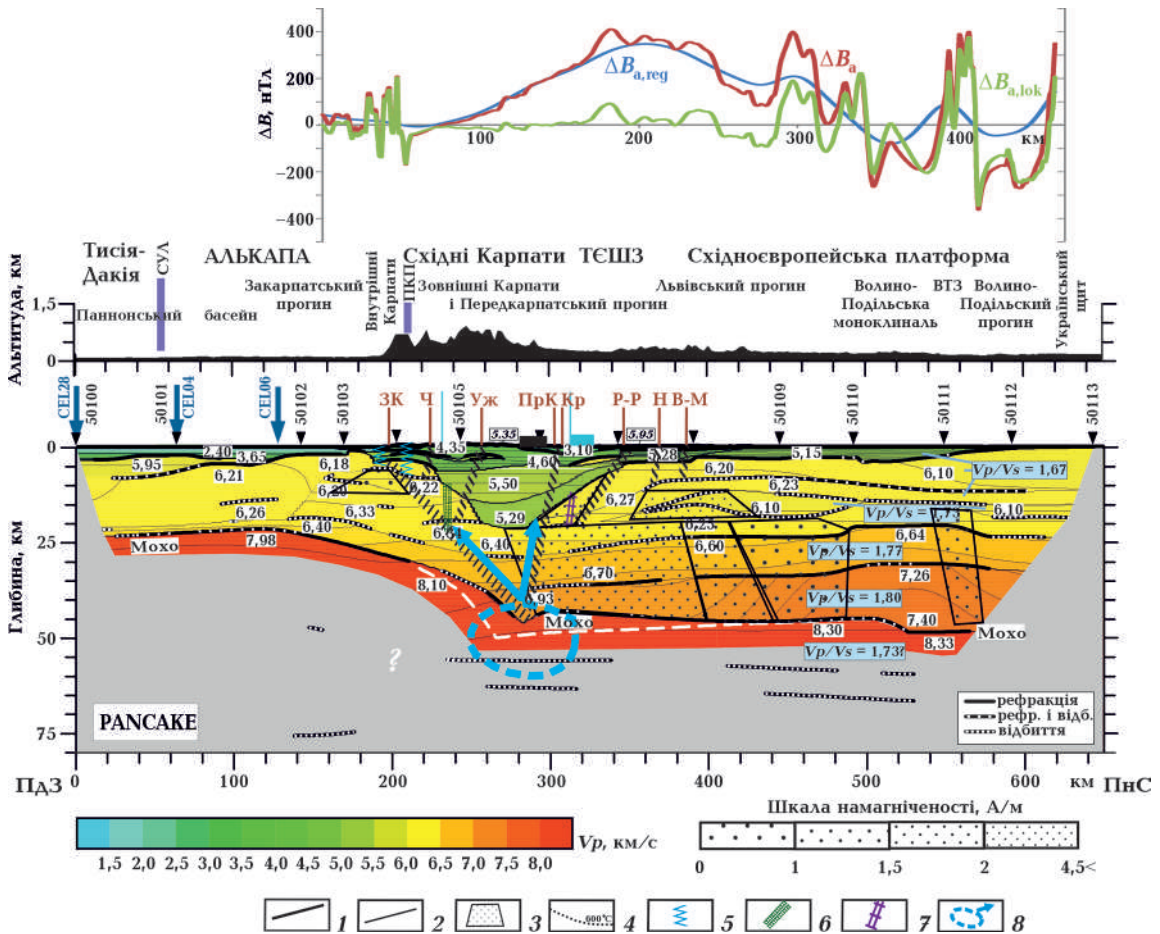 400
200
0
−200
−400
ΔB, нТл
ΔBa,reg
ΔBa
ΔBa,lok
100
200
300
400
км
Тисія-
Дакія
СУЛ
АЛЬКАПА
Східні Карпати
ТЄШЗ
Східноєвропейська платформа
Український
щит
Паннонський
басейн
Закарпатський
прогин
Внутрішні
Карпати
ПКП
Зовнішні Карпати
і Передкарпатський прогин
Львівський прогин
Волино-
Подільська
моноклиналь
ВТЗ
Волино-
Подільский
прогин
Альтитуда, км
1,5
0
CEL28
50100
50101
CEL04
CEL06
50102
50103
ЗК
Ч
50105
Уж
ПрК
Кр
Р-Р
Н
В-М
50109
50110
50111
50112
50113
Глибина, км
0
25
50
75
2,40
3,65
5,95
6,21
6,18
6,20
6,22
6,26
6,33
6,40
6,64
7,98
8,10
Мохо
4,35
5.35
4,60
3,10
5.95
5,28
5,50
5,29
6,40
6,27
6,93
6,70
Мохо
6,20
5,15
6,23
6,10
6,10
6,10
6,23
6,60
6,64
7,26
7,40
8,30
8,33
Мохо
Vp/Vs = 1,67
Vp/Vs = 1,73
Vp/Vs = 1,77
Vp/Vs = 1,80
Vp/Vs = 1,73?
?
PANCAKE
рефракція
рефр. і відб.
відбиття
ПдЗ
0
100
200
300
400
500
600
км
ПнС
Vp, км/с
1,5 2,0 2,5 3,0 3,5 4,0 4,5 5,0 5,5 6,0 6,5 7,0 7,5 8,0
Шкала намагніченості, А/м
0 1 1,5 2 4,5<
1
2
3
600°C
4
5
6
7
8